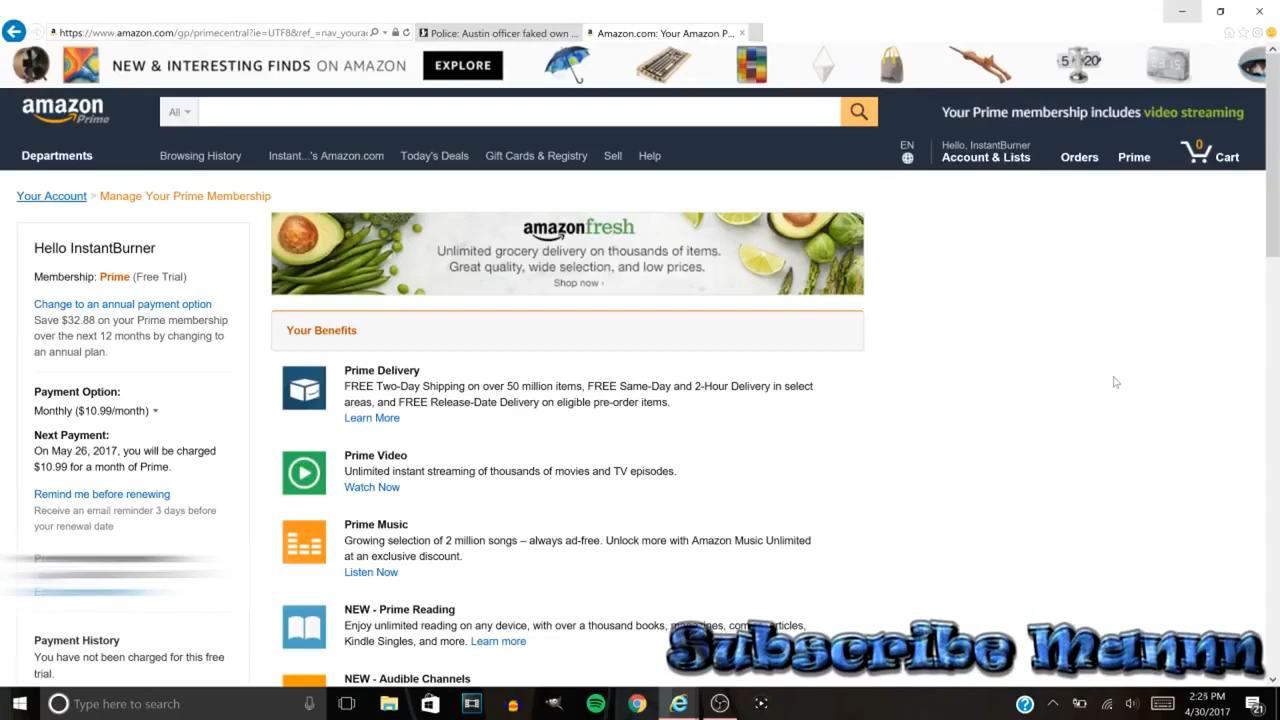 https://www.amazon.com/gp/primecentral?ie=UTF8&ref_=nav_youra
Police: Austin officer faked own ...
Amazon.com: Your Amazon P...
NEW & INTERESTING FINDS ON AMAZON
EXPLORE
amazon Prime
All
Your Prime membership includes video streaming
Departments
Browsing History
Instant...'s Amazon.com
Today's Deals
Gift Cards & Registry
Sell
Help
EN
Hello, InstantBurner
Account & Lists
Orders
Prime
0
Cart
Your Account > Manage Your Prime Membership
Hello InstantBurner
Membership: Prime (Free Trial)
Change to an annual payment option
Save $32.88 on your Prime membership
over the next 12 months by changing to
an annual plan.
Payment Option:
Monthly ($10.99/month)
Next Payment:
On May 26, 2017, you will be charged
$10.99 for a month of Prime.
Remind me before renewing
Receive an email reminder 3 days before
your renewal date
Payment History
You have not been charged for this free
trial.
amazonfresh
Unlimited grocery delivery on thousands of items.
Great quality, wide selection, and low prices.
Shop now ›
Your Benefits
Prime Delivery
FREE Two-Day Shipping on over 50 million items, FREE Same-Day and 2-Hour Delivery in select
areas, and FREE Release-Date Delivery on eligible pre-order items.
Learn More
Prime Video
Unlimited instant streaming of thousands of movies and TV episodes.
Watch Now
Prime Music
Growing selection of 2 million songs – always ad-free. Unlock more with Amazon Music Unlimited
at an exclusive discount.
Listen Now
NEW - Prime Reading
Enjoy unlimited reading on any device, with over a thousand books,
Kindle Singles, and more. Learn more
NEW - Audible Channels
Subscribe Mannn
Type here to search
2:25 PM
4/30/2017
21